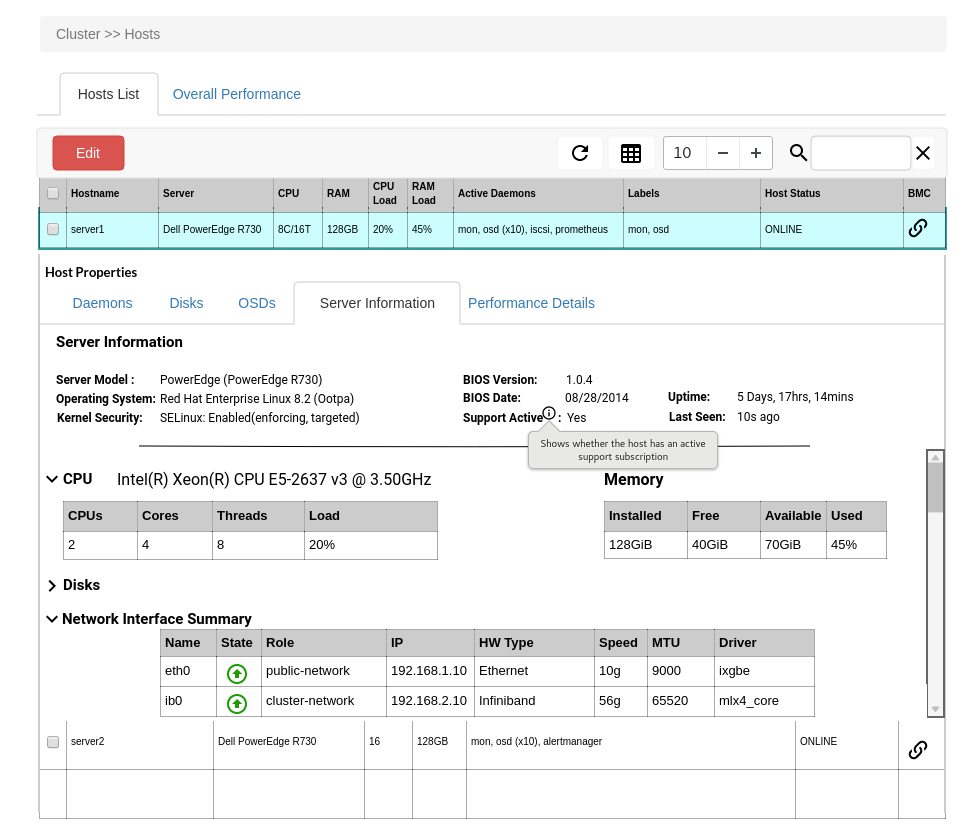 Cluster >> Hosts
Hosts List Overall Performance
Edit 10 − +
Hostname Server CPU RAM CPU Load RAM Load Active Daemons Labels Host Status BMC
server1 Dell PowerEdge R730 8C/16T 128GB 20% 45% mon, osd (x10), iscsi, prometheus mon, osd ONLINE
Host Properties
Daemons Disks OSDs Server Information Performance Details
Server Information
Server Model : PowerEdge (PowerEdge R730) BIOS Version: 1.0.4
Operating System: Red Hat Enterprise Linux 8.2 (Ootpa) BIOS Date: 08/28/2014 Uptime: 5 Days, 17hrs, 14mins
Kernel Security: SELinux: Enabled(enforcing, targeted) Support Active : Yes Last Seen: 10s ago
Shows whether the host has an active
support subscription
CPU Intel(R) Xeon(R) CPU E5-2637 v3 @ 3.50GHz Memory
CPUs Cores Threads Load Installed Free Available Used
2 4 8 20% 128GiB 40GiB 70GiB 45%
Disks
Network Interface Summary
Name State Role IP HW Type Speed MTU Driver
eth0 public-network 192.168.1.10 Ethernet 10g 9000 ixgbe
ib0 cluster-network 192.168.2.10 Infiniband 56g 65520 mlx4_core
server2 Dell PowerEdge R730 16 128GB mon, osd (x10), alertmanager ONLINE